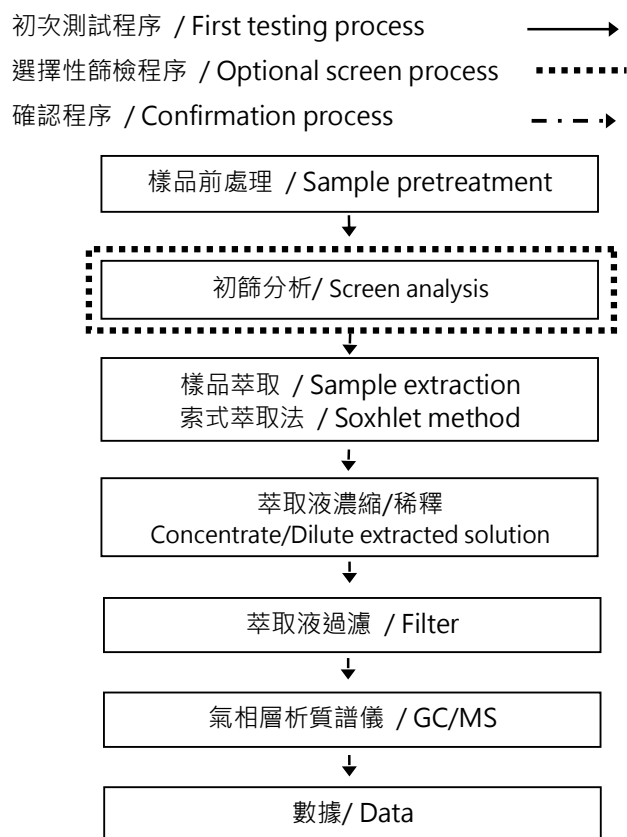 初次測試程序 / First testing process
選擇性篩檢程序 / Optional screen process
確認程序 / Confirmation process
樣品前處理 / Sample pretreatment
初篩分析/ Screen analysis
樣品萃取 / Sample extraction
索式萃取法 / Soxhlet method
萃取液濃縮/稀釋
Concentrate/Dilute extracted solution
萃取液過濾 / Filter
氣相層析質譜儀 / GC/MS
數據/ Data